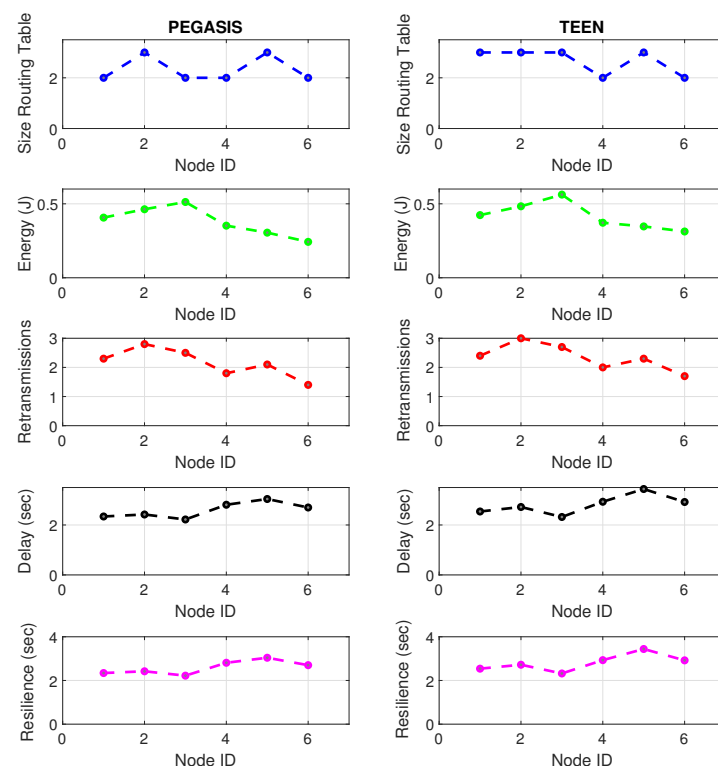 PEGASIS
Size Routing Table
2
0
0 2 4 6
Node ID
TEEN
Size Routing Table
2
0
0 2 4 6
Node ID
Energy (J)
0.5
0
0 2 4 6
Node ID
Energy (J)
0.5
0
0 2 4 6
Node ID
Retransmissions
3
2
1
0
0 2 4 6
Node ID
Retransmissions
3
2
1
0
0 2 4 6
Node ID
Delay (sec)
2
0
0 2 4 6
Node ID
Delay (sec)
2
0
0 2 4 6
Node ID
Resilience (sec)
4
2
0
0 2 4 6
Node ID
Resilience (sec)
4
2
0
0 2 4 6
Node ID